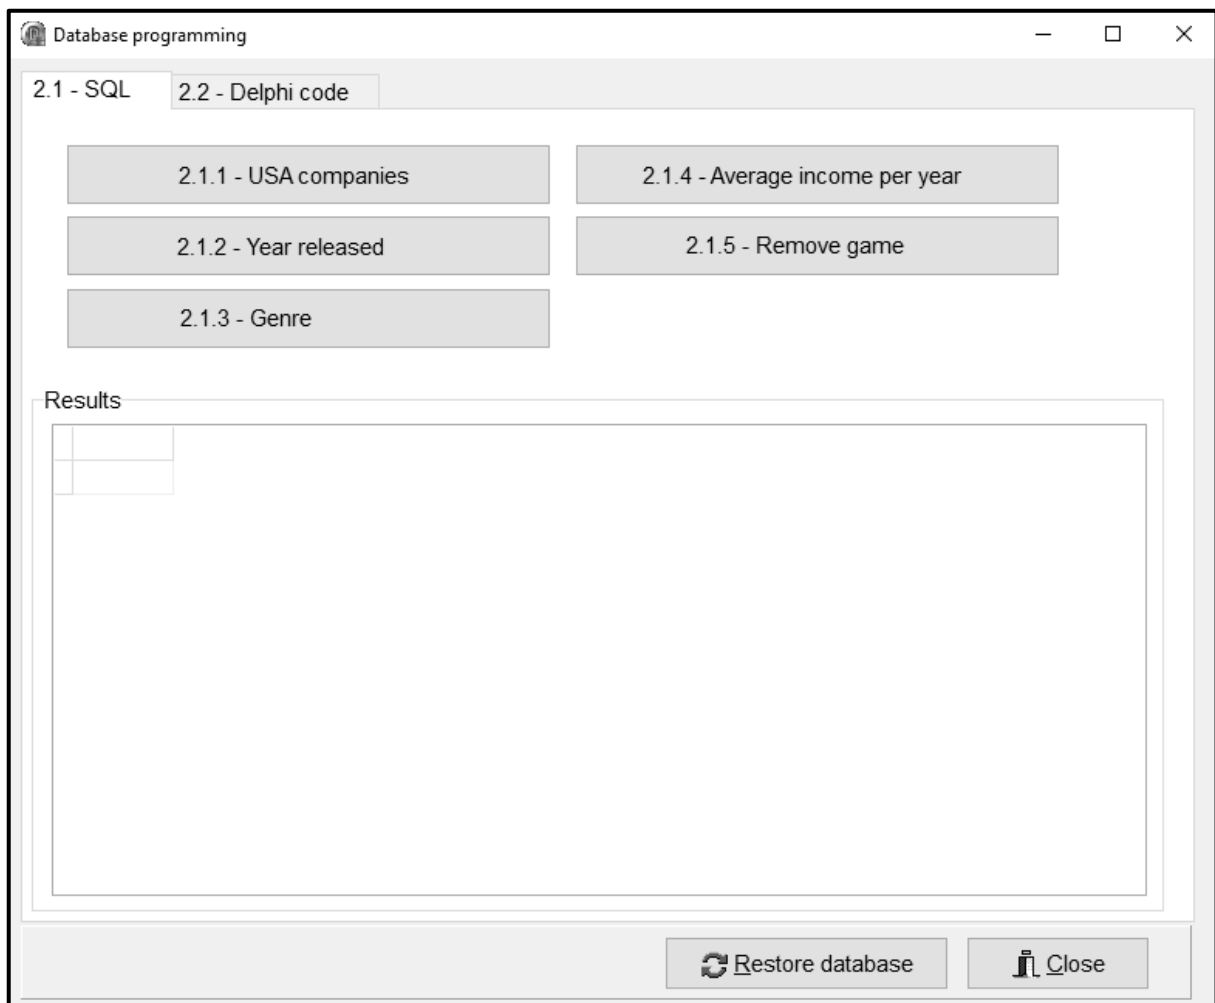 Database programming
2.1 - SQL
2.2 - Delphi code
2.1.1 - USA companies
2.1.4 - Average income per year
2.1.2 - Year released
2.1.5 - Remove game
2.1.3 - Genre
Results
Restore database
Close